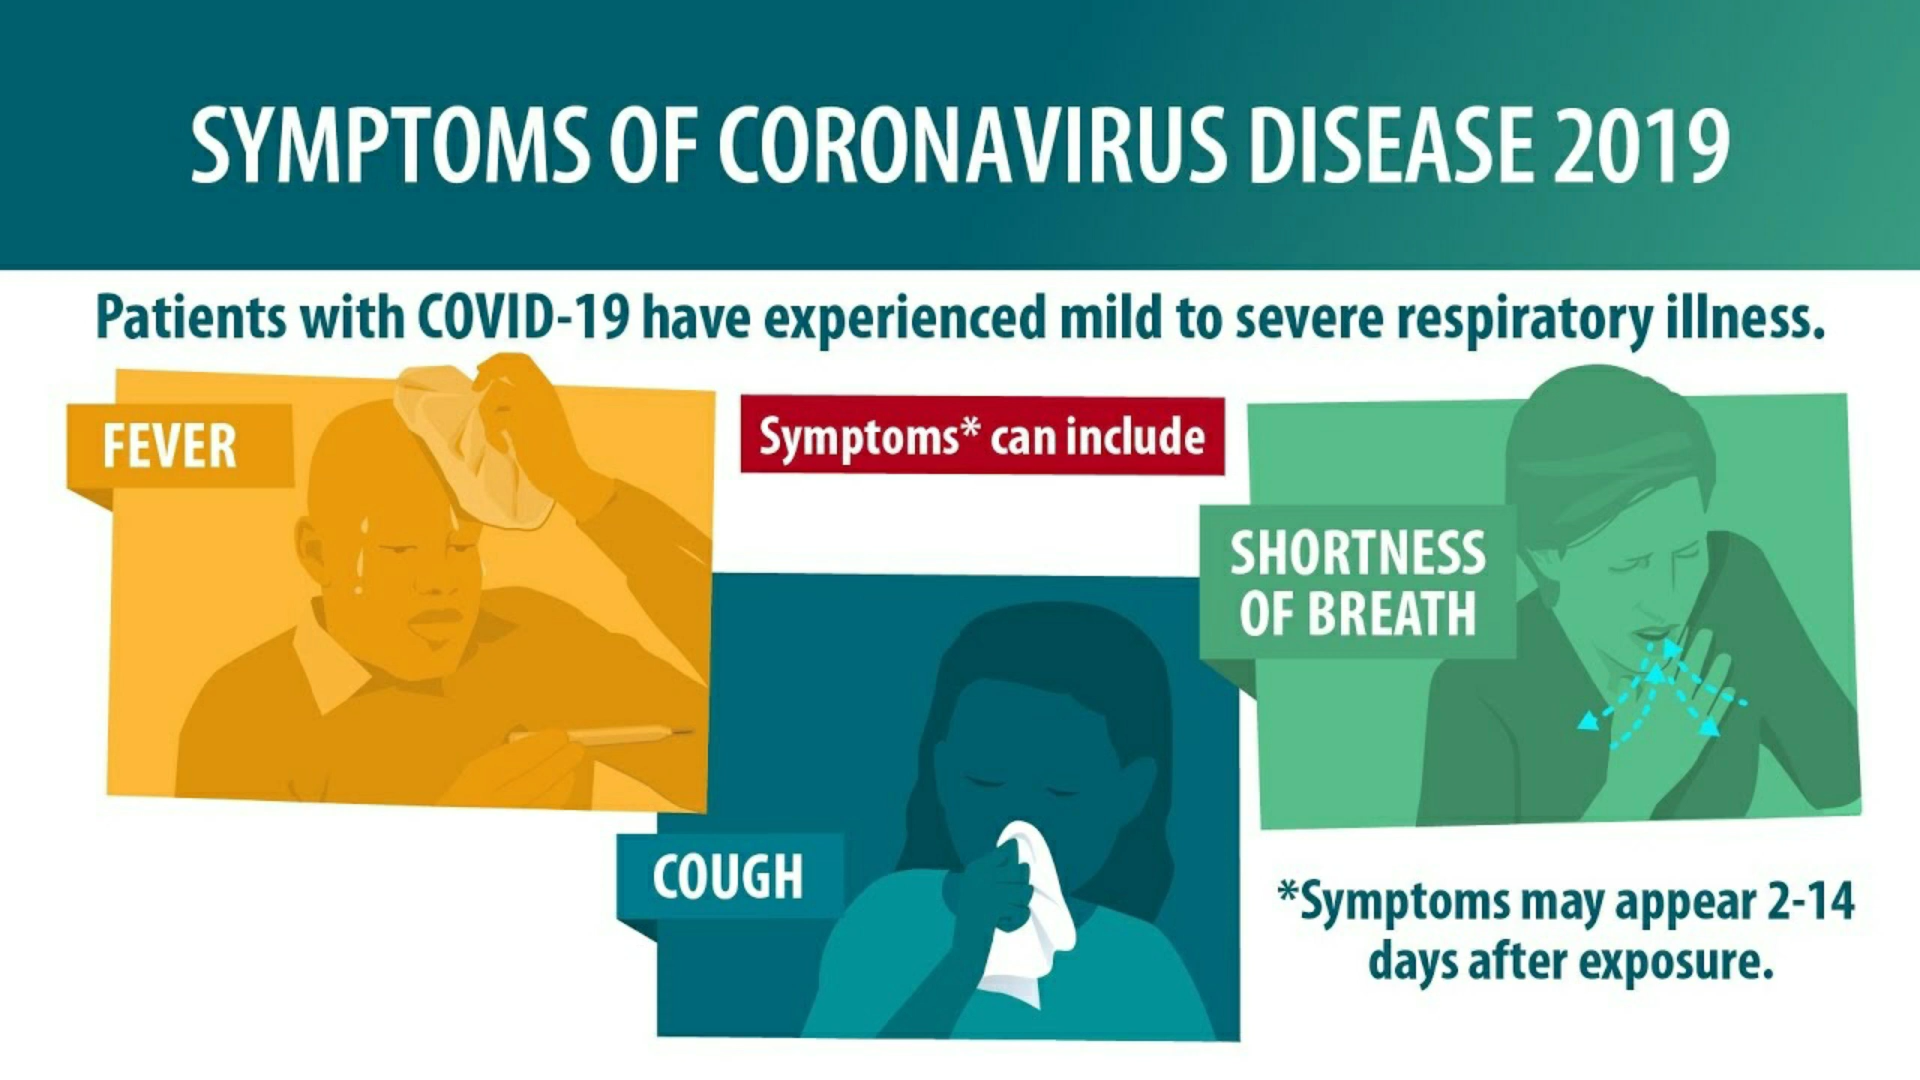 SYMPTOMS OF CORONAVIRUS DISEASE 2019
Patients with COVID-19 have experienced mild to severe respiratory illness.
Symptoms* can include
FEVER
COUGH
SHORTNESS
OF BREATH
*Symptoms may appear 2-14
days after exposure.